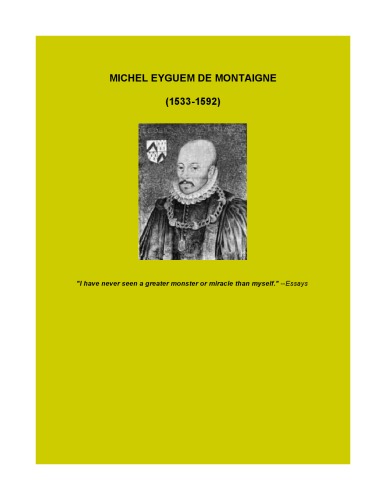 MICHEL EYGUEM DE MONTAIGNE
(1533-1592)
"I have never seen a greater monster or miracle than myself." --Essays